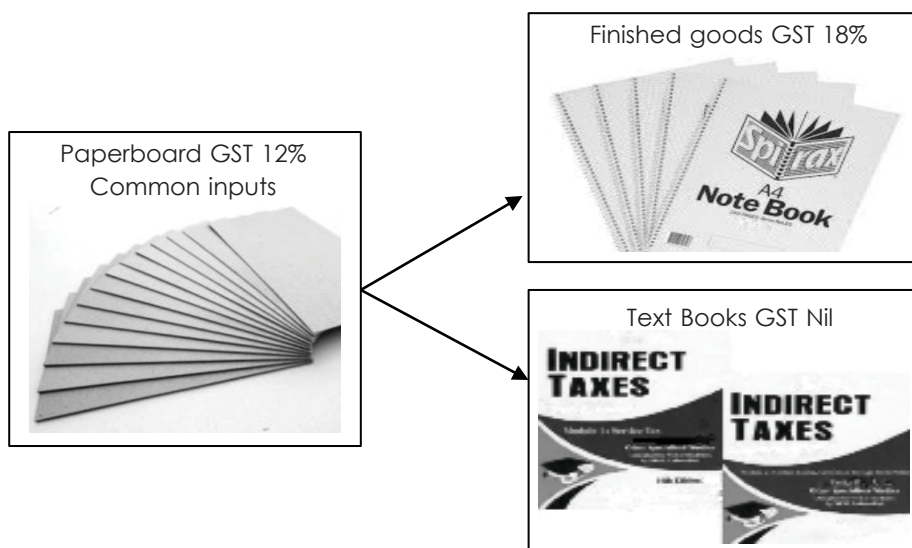 Finished goods GST 18%
Spirax
A4
Note Book
Paperboard GST 12%
Common inputs
Text Books GST Nil
INDIRECT
TAXES
INDIRECT
TAXES